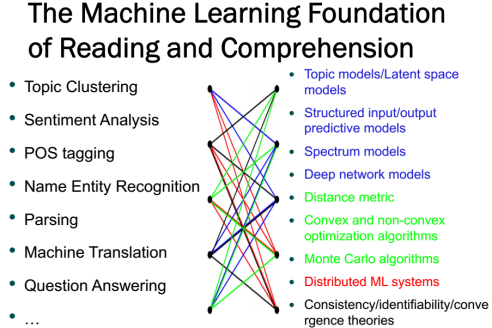 The Machine Learning Foundation
of Reading and Comprehension
• Topic Clustering
• Sentiment Analysis
• POS tagging
• Name Entity Recognition
• Parsing
• Machine Translation
• Question Answering
• …
• Topic models/Latent space
models
• Structured input/output
predictive models
• Spectrum models
• Deep network models
• Distance metric
• Convex and non-convex
optimization algorithms
• Monte Carlo algorithms
• Distributed ML systems
• Consistency/identifiability/conve
rgence theories